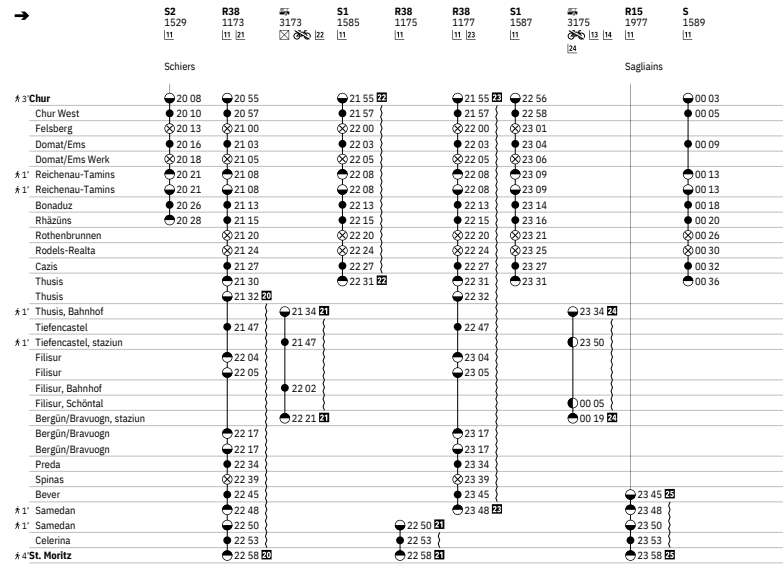 S2 R38 3173 S1 R38 R38 S1 3175 R15 S
1529 1173 22 1585 1175 1177 1587 13 14 1977 1589
11 11 21 11 11 11 23 11 24 11 11
Schiers Sagliains
3' Chur 20 08 20 55 21 55 22 21 55 23 22 56 00 03
Chur West 20 10 20 57 21 57 21 57 22 58 00 05
Felsberg 20 13 21 00 22 00 22 00 23 01
Domat/Ems 20 16 21 03 22 03 22 03 23 04 00 09
Domat/Ems Werk 20 18 21 05 22 05 22 05 23 06
1' Reichenau-Tamins 20 21 21 08 22 08 22 08 23 09 00 13
1' Reichenau-Tamins 20 21 21 08 22 08 22 08 23 09 00 13
Bonaduz 20 26 21 13 22 13 22 13 23 14 00 18
Rhäzüns 20 28 21 15 22 15 22 15 23 16 00 20
Rothenbrunnen 21 20 22 20 22 20 23 21 00 26
Rodels-Realta 21 24 22 24 22 24 23 25 00 30
Cazis 21 27 22 27 22 27 23 27 00 32
Thusis 21 30 22 31 22 22 31 23 31 00 36
Thusis 21 32 20 22 32
1' Thusis, Bahnhof 21 34 21 23 34 24
Tiefencastel 21 47 22 47
1' Tiefencastel, staziun 21 47 23 50
Filisur 22 04 23 04
Filisur 22 05 23 05
Filisur, Bahnhof 22 02
Filisur, Schöntal 00 05
Bergün/Bravuogn, staziun 22 21 21 00 19 24
Bergün/Bravuogn 22 17 23 17
Bergün/Bravuogn 22 17 23 17
Preda 22 34 23 34
Spinas 22 39 23 39
Bever 22 45 23 45 23 45 25
1' Samedan 22 48 23 48 23 23 48
1' Samedan 22 50 22 50 21 23 50
Celerina 22 53 22 53 23 53
4' St. Moritz 22 58 20 22 58 21 23 58 25